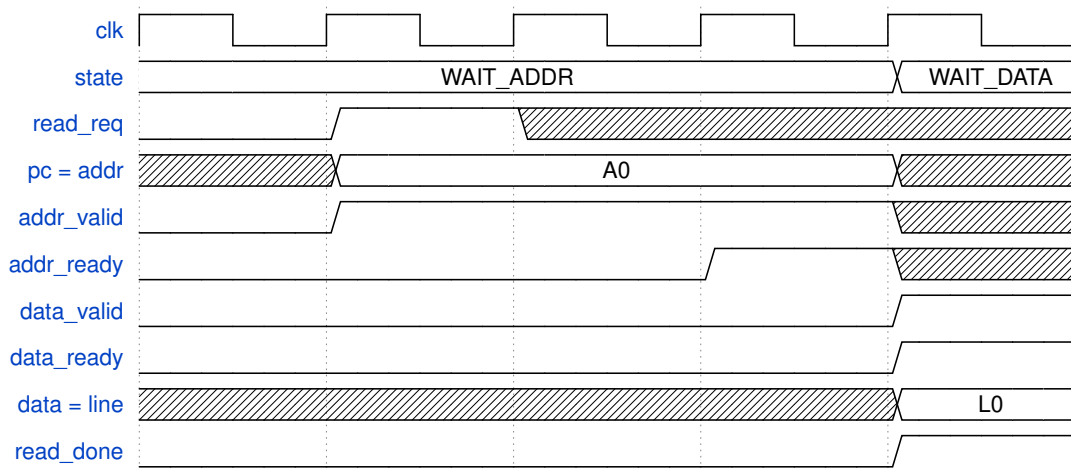 clk
state WAIT_ADDR WAIT_DATA
read_req
pc = addr A0
addr_valid
addr_ready
data_valid
data_ready
data = line L0
read_done